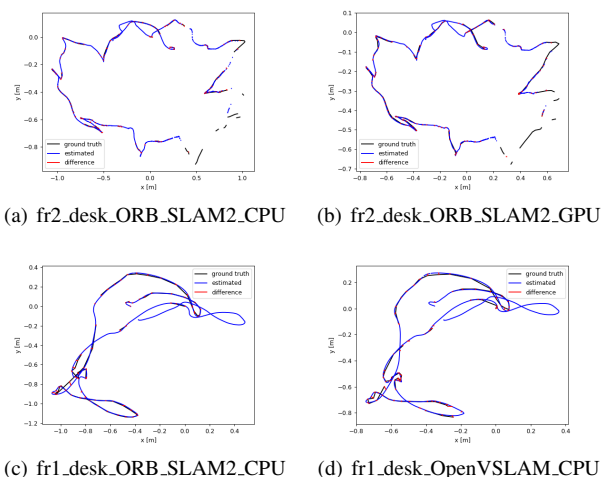 0.0
−0.2
−0.4
−0.6
−0.8
y [m]
ground truth
estimated
difference
−1.0 −0.5 0.0 0.5 1.0
x [m]
0.1
0.0
−0.1
−0.2
−0.3
−0.4
−0.5
−0.6
−0.7
y [m]
ground truth
estimated
difference
−0.8 −0.6 −0.4 −0.2 0.0 0.2 0.4 0.6
x [m]
(a) fr2_desk_ORB_SLAM2_CPU
(b) fr2_desk_ORB_SLAM2_GPU
0.4
0.2
0.0
−0.2
−0.4
−0.6
−0.8
−1.0
−1.2
y [m]
ground truth
estimated
difference
−1.0 −0.8 −0.6 −0.4 −0.2 0.0 0.2 0.4
x [m]
0.2
0.0
−0.2
−0.4
−0.6
−0.8
y [m]
ground truth
estimated
difference
−0.8 −0.6 −0.4 −0.2 0.0 0.2 0.4
x [m]
(c) fr1_desk_ORB_SLAM2_CPU
(d) fr1_desk_OpenVSLAM_CPU